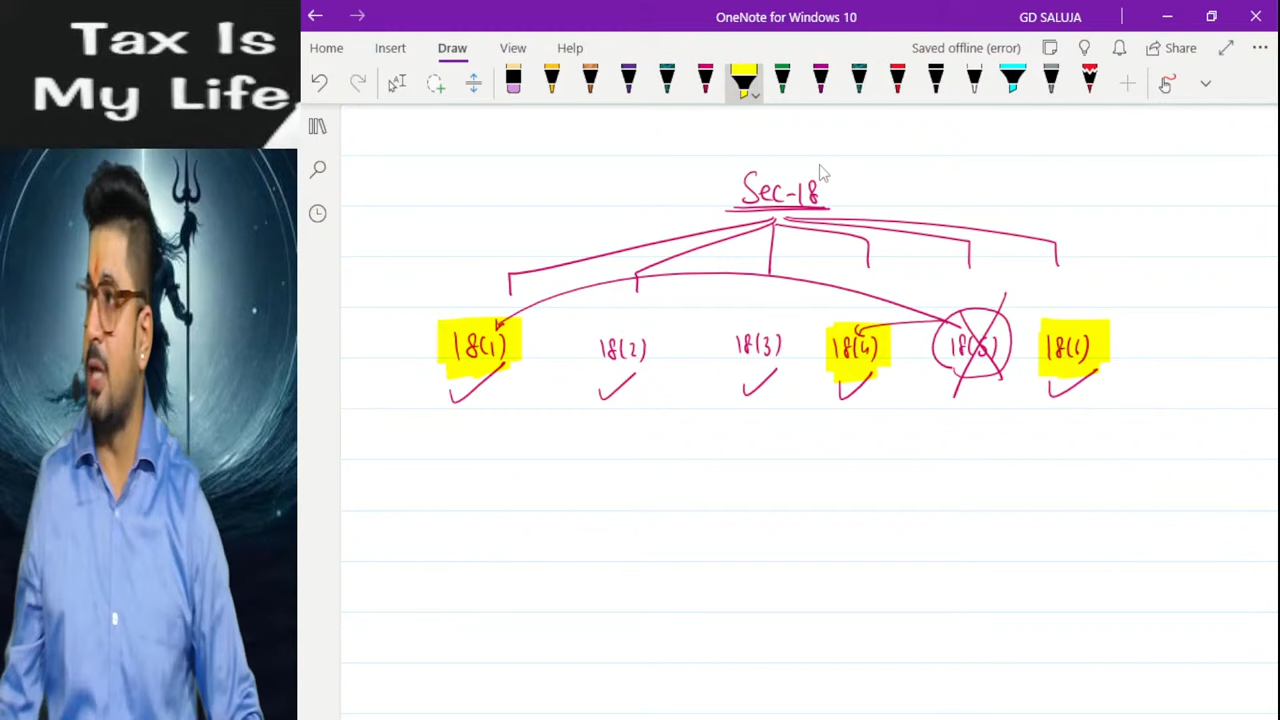 Tax Is
My Life.
OneNote for Windows 10
GD SALUJA
Home Insert Draw View Help
Saved offline (error)
Share
Sec-18
18(1) 18(2) 18(3) 18(4) 18(5) 18(6)